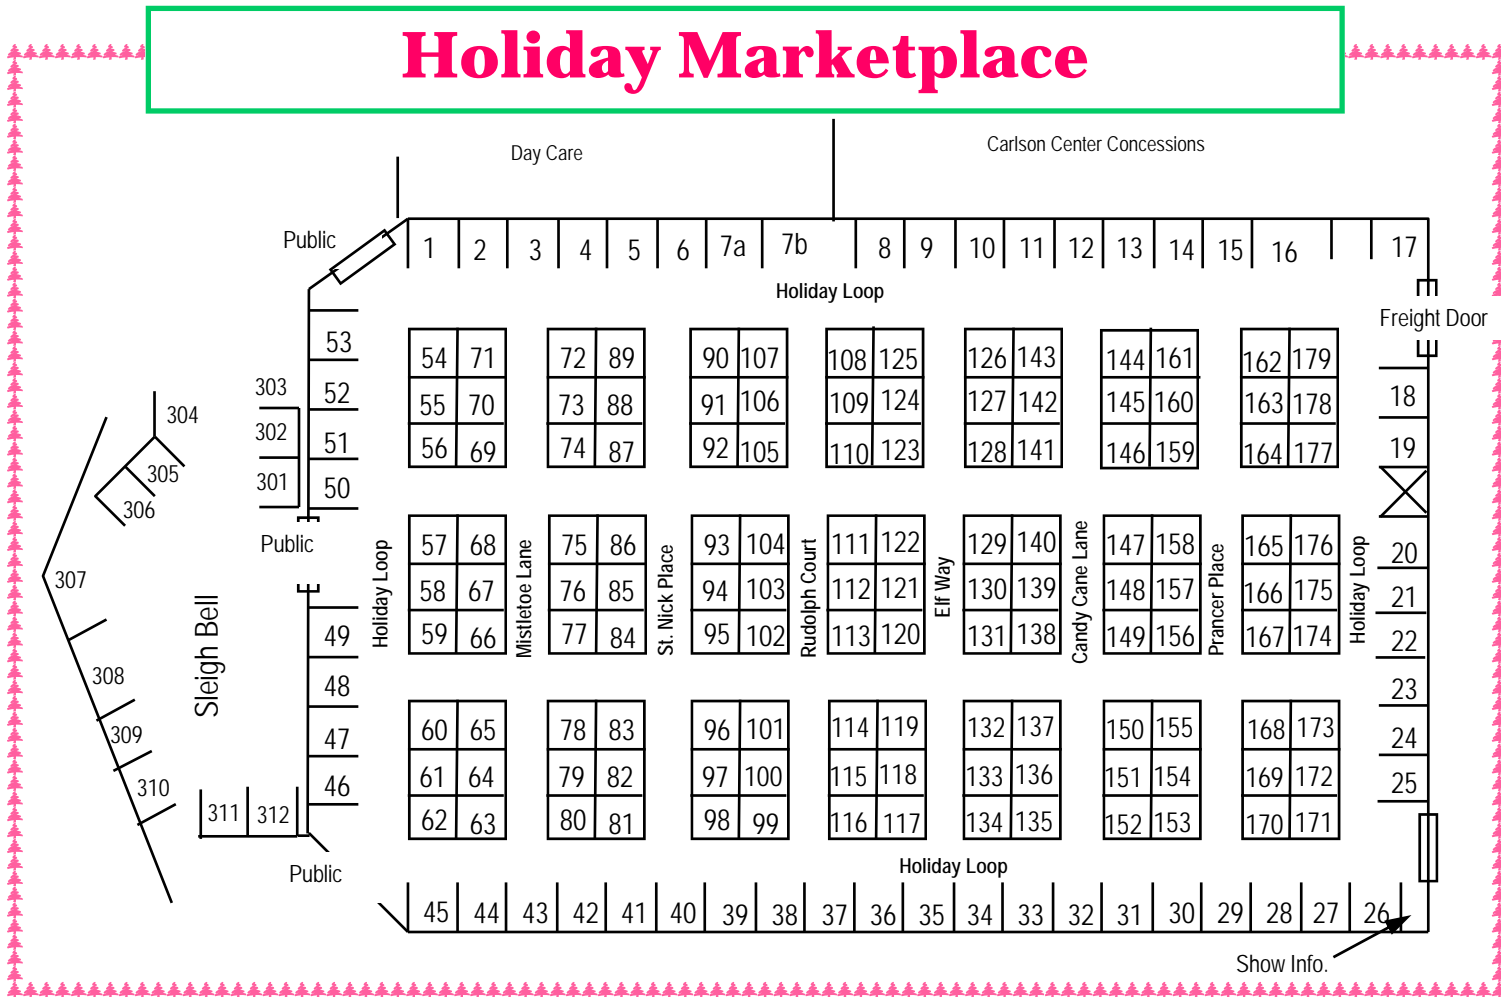 Holiday Marketplace
Day Care
Carlson Center Concessions
Public
1 2 3 4 5 6 7a 7b 8 9 10 11 12 13 14 15 16 17
Holiday Loop
Freight Door
53
54 71 72 89 90 107 108 125 126 143 144 161 162 179
303 52 18
304
55 70 73 88 91 106 109 124 127 142 145 160 163 178
302 51 19
56 69 74 87 92 105 110 123 128 141 146 159 164 177
305
301 50
306
Public
57 68 75 86 93 104 111 122 129 140 147 158 165 176
20
307
58 67 76 85 94 103 112 121 130 139 148 157 166 175
21
Holiday Loop
Mistletoe Lane
St. Nick Place
Rudolph Court
Elf Way
Candy Cane Lane
Prancer Place
Holiday Loop
Sleigh Bell
49
59 66 77 84 95 102 113 120 131 138 149 156 167 174
22
308 48 23
309 47
60 65 78 83 96 101 114 119 132 137 150 155 168 173
24
310 46
61 64 79 82 97 100 115 118 133 136 151 154 169 172
25
311 312
62 63 80 81 98 99 116 117 134 135 152 153 170 171
Public
Holiday Loop
45 44 43 42 41 40 39 38 37 36 35 34 33 32 31 30 29 28 27 26
Show Info.